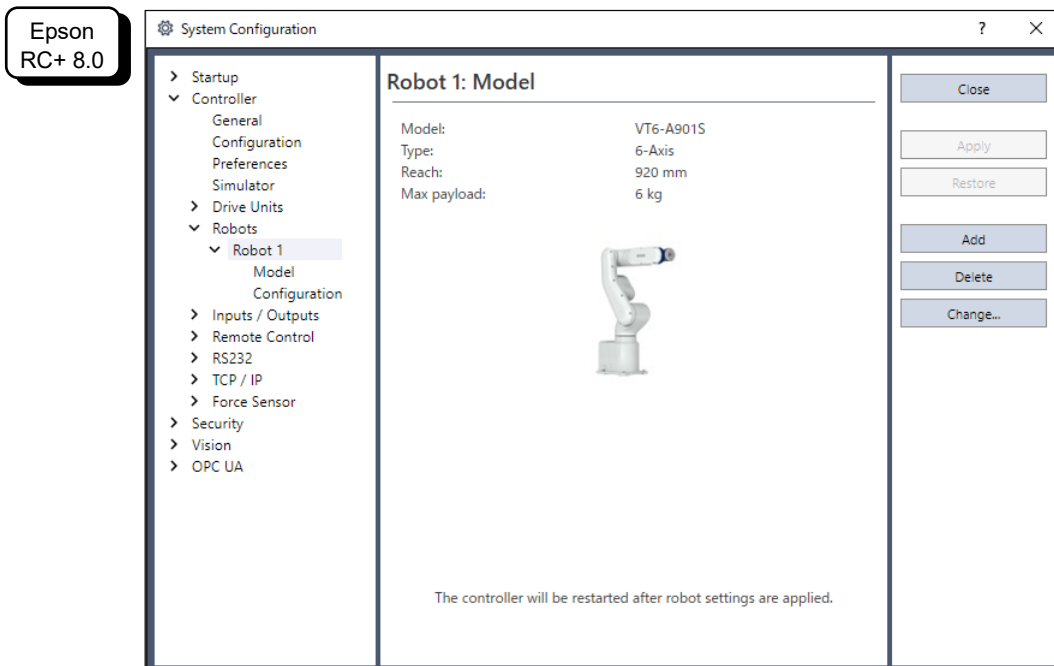 Epson
RC+ 8.0
System Configuration
?
Startup
Controller
General
Configuration
Preferences
Simulator
Drive Units
Robots
Robot 1
Model
Configuration
Inputs / Outputs
Remote Control
RS232
TCP / IP
Force Sensor
Security
Vision
OPC UA
Robot 1: Model
Model: VT6-A901S
Type: 6-Axis
Reach: 920 mm
Max payload: 6 kg
The controller will be restarted after robot settings are applied.
Close
Apply
Restore
Add
Delete
Change...